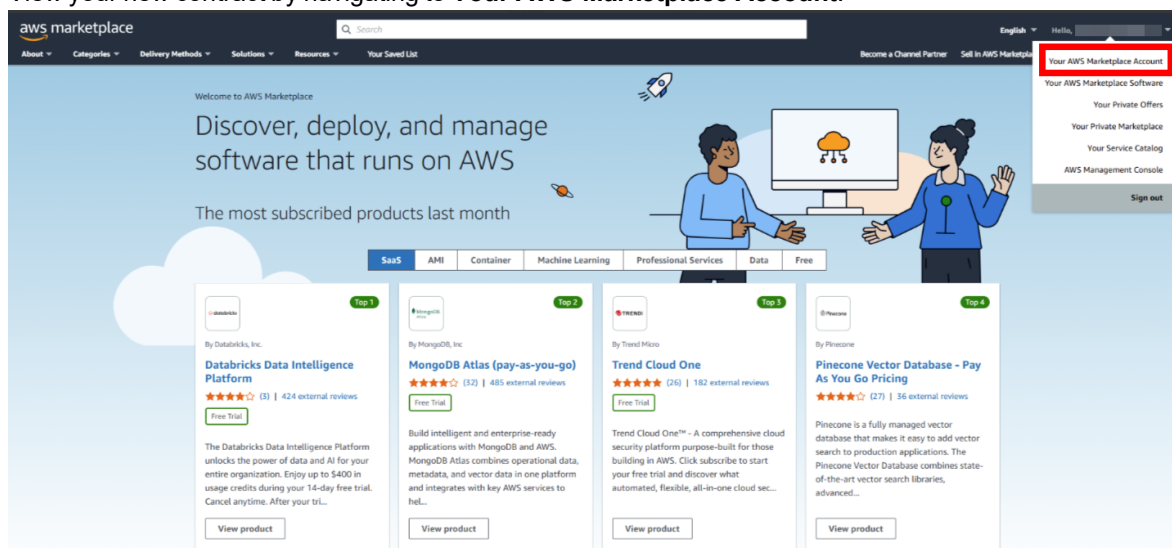 View your new contract by navigating to Your AWS Marketplace Account.
aws marketplace
Search
English
Hello,
About
Categories
Delivery Methods
Solutions
Resources
Your Saved List
Become a Channel Partner
Sell in AWS Marketpla
Your AWS Marketplace Account
Your AWS Marketplace Software
Your Private Offers
Your Private Marketplace
Your Service Catalog
AWS Management Console
Sign out
Welcome to AWS Marketplace
Discover, deploy, and manage
software that runs on AWS
The most subscribed products last month
SaaS
AMI
Container
Machine Learning
Professional Services
Data
Free
databricks
Top 1
By Databricks, Inc.
Databricks Data Intelligence
Platform
(3) | 424 external reviews
Free Trial
The Databricks Data Intelligence Platform
unlocks the power of data and AI for your
entire organization. Enjoy up to $400 in
usage credits during your 14-day free trial.
Cancel anytime. After your tri...
View product
MongoDB.
Atlas
Top 2
By MongoDB, Inc
MongoDB Atlas (pay-as-you-go)
(32) | 485 external reviews
Free Trial
Build intelligent and enterprise-ready
applications with MongoDB and AWS.
MongoDB Atlas combines operational data,
metadata, and vector data in one platform
and integrates with key AWS services to
hel...
View product
TREND
Top 3
By Trend Micro
Trend Cloud One
(26) | 182 external reviews
Free Trial
Trend Cloud One™ - A comprehensive cloud
security platform purpose-built for those
building in AWS. Click subscribe to start
your free trial and discover what
automated, flexible, all-in-one cloud sec...
View product
Pinecone
Top 4
By Pinecone
Pinecone Vector Database - Pay
As You Go Pricing
(27) | 36 external reviews
Pinecone is a fully managed vector
database that makes it easy to add vector
search to production applications. The
Pinecone Vector Database combines state-
of-the-art vector search libraries,
advanced...
View product